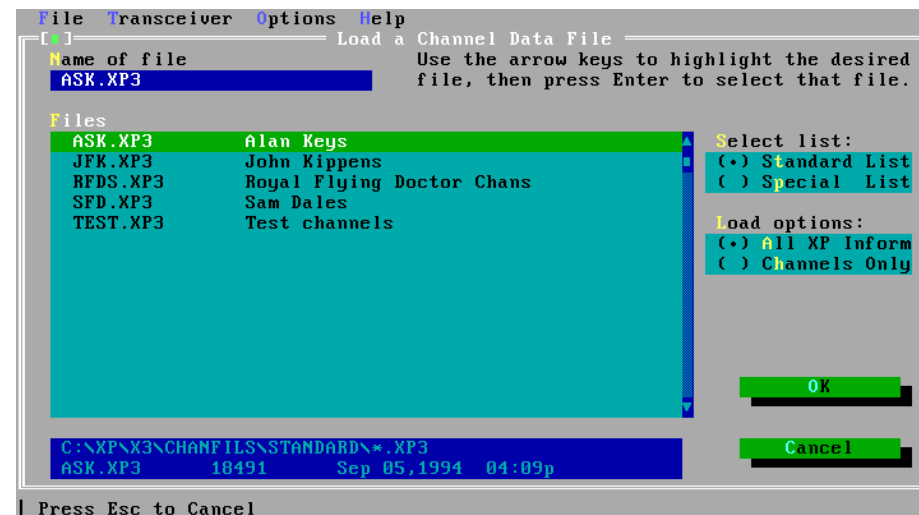 File Transceiver Options Help
Load a Channel Data File
Name of file
ASK.XP3
Use the arrow keys to highlight the desired
file, then press Enter to select that file.
Files
ASK.XP3 Alan Keys
JFK.XP3 John Kippens
RFDS.XP3 Royal Flying Doctor Chans
SFD.XP3 Sam Dales
TEST.XP3 Test channels
Select list:
(•) Standard List
( ) Special List
Load options:
(•) All XP Inform
( ) Channels Only
OK
C:\XP\X3\CHANFILS\STANDARD\*.XP3
ASK.XP3 18491 Sep 05,1994 04:09p
Cancel
Press Esc to Cancel